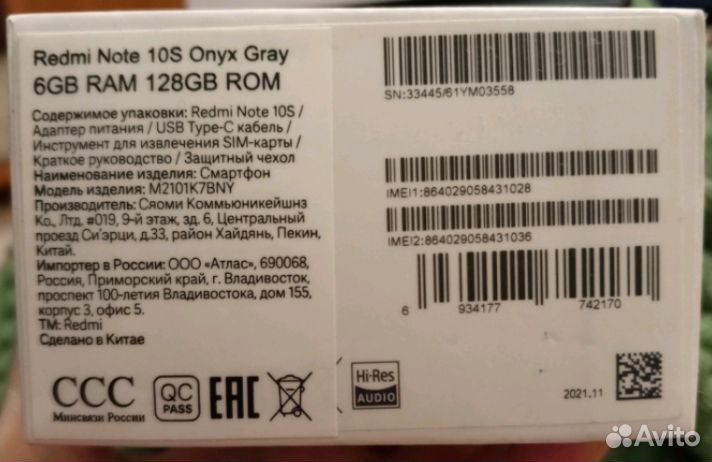 Redmi Note 10S Onyx Gray
6GB RAM 128GB ROM
Содержимое упаковки: Redmi Note 10S /
Адаптер питания / USB Type-C кабель /
Инструмент для извлечения SIM-карты /
Краткое руководство / Защитный чехол
Наименование изделия: Смартфон
Модель изделия: M2101K7BNY
Производитель: Сяоми Коммьюникейшнз
Ко., Лтд. #019, 9-й этаж, зд. 6, Центральный
проезд Си'эрци, д.33, район Хайдянь, Пекин,
Китай.
Импортер в России: ООО «Атлас», 690068,
Россия, Приморский край, г. Владивосток,
проспект 100-летия Владивостока, дом 155,
корпус 3, офис 5.
TM: Redmi
Сделано в Китае
ССС
Минсвязи России
QC
PASS
EAC
Hi-Res
AUDIO
SN:33445/61YM03558
IMEI1:864029058431028
IMEI2:864029058431036
6 934177 742170
2021.11
Avito